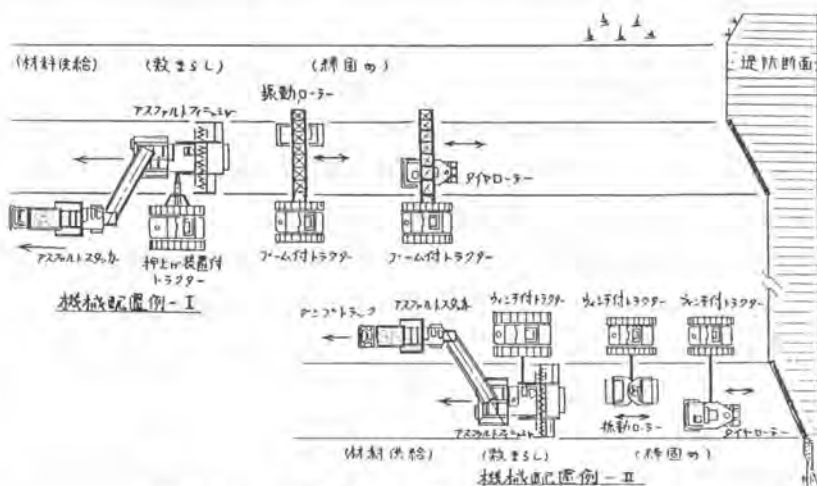 (材料供給)
(敷きならし)
(締固め)
堤防断面
振動ローラー
アスファルトフィニッシャ
タイヤローラー
アスファルトスタッカー
押上げ装置付
トラクター
ブーム付トラクター
ブーム付トラクター
機械配置例-Ⅰ
ダンプトラック
アスファルトスタッカ
ウィンチ付トラクター
ウィンチ付トラクター
ウィンチ付トラクター
アスファルトフィニッシャ
振動ローラー
タイヤローラー
(材料供給)
(敷きならし)
(締固め)
機械配置例-Ⅱ